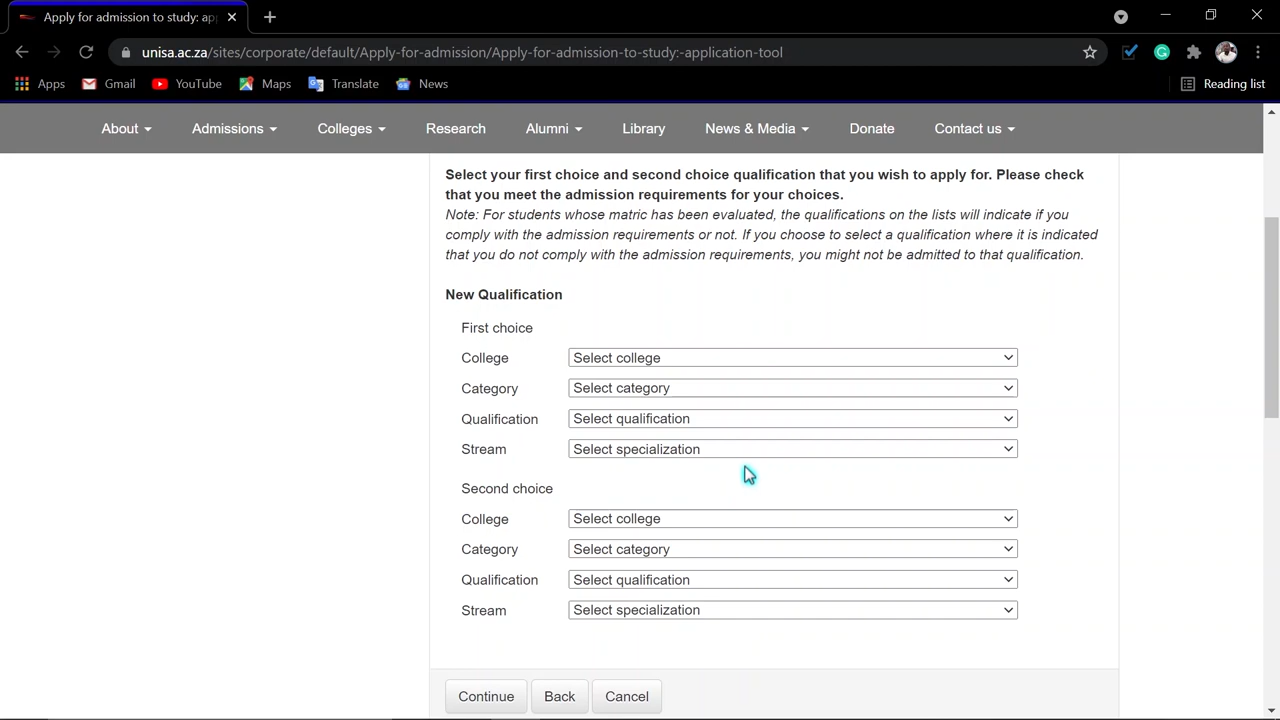 Apply for admission to study: ap
unisa.ac.za/sites/corporate/default/Apply-for-admission/Apply-for-admission-to-study:-application-tool
Apps Gmail YouTube Maps Translate News Reading list
About Admissions Colleges Research Alumni Library News & Media Donate Contact us
Select your first choice and second choice qualification that you wish to apply for. Please check
that you meet the admission requirements for your choices.
Note: For students whose matric has been evaluated, the qualifications on the lists will indicate if you
comply with the admission requirements or not. If you choose to select a qualification where it is indicated
that you do not comply with the admission requirements, you might not be admitted to that qualification.
New Qualification
First choice
College Select college
Category Select category
Qualification Select qualification
Stream Select specialization
Second choice
College Select college
Category Select category
Qualification Select qualification
Stream Select specialization
Continue Back Cancel